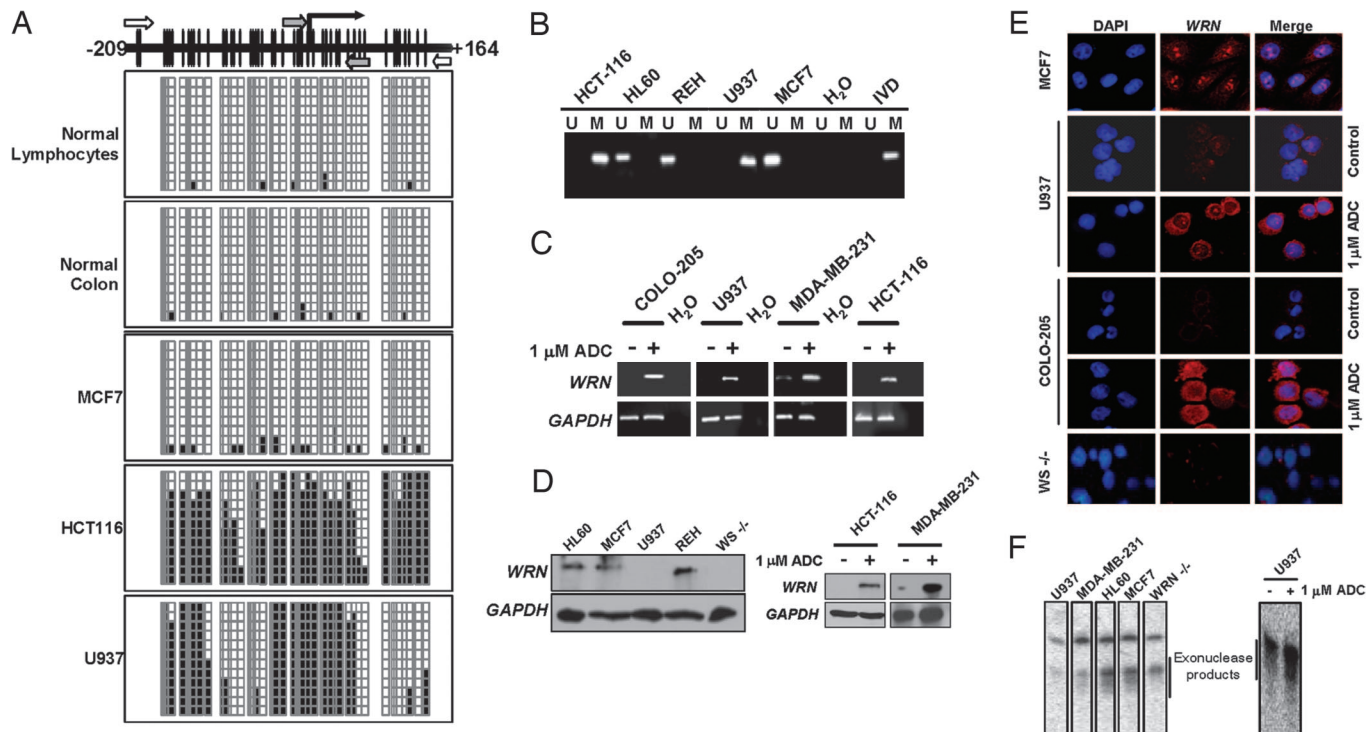 A
-209
+164
Normal
Lymphocytes
Normal
Colon
MCF7
HCT116
U937
B
HCT-116
HL60
REH
U937
MCF7
H2O
IVD
U M U M U M U M U M U M U M
C
COLO-205
H2O
U937
H2O
MDA-MB-231
H2O
HCT-116
1 μM ADC - + - + - + - +
WRN
GAPDH
D
HL60
MCF7
U937
REH
WS -/-
WRN
GAPDH
HCT-116
MDA-MB-231
1 μM ADC - + - +
WRN
GAPDH
E
DAPI WRN Merge
MCF7
U937
Control
1 μM ADC
COLO-205
Control
1 μM ADC
WS -/-
F
U937
MDA-MB-231
HL60
MCF7
WRN -/-
Exonuclease
products
U937
- + 1 μM ADC